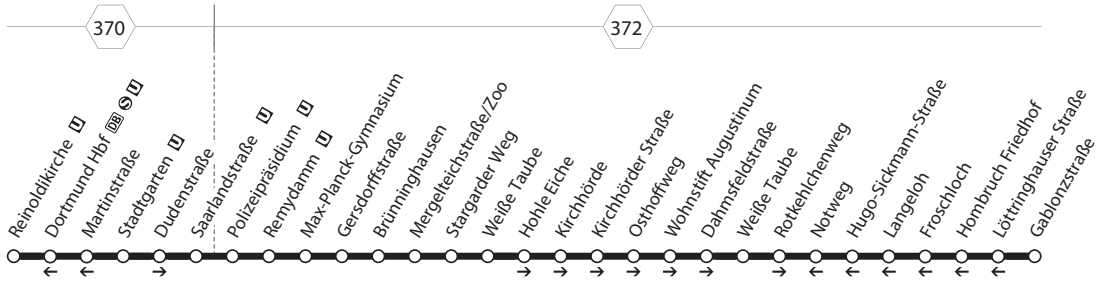 370
372
Reinoldikirche U
Dortmund Hbf DB S U
Martinstraße
Stadtgarten U
Dudenstraße
Saarlandstraße U
Polizeipräsidium U
Remydamm U
Max-Planck-Gymnasium
Gersdorffstraße
Brünninghausen
Mergelteichstraße/Zoo
Stargarder Weg
Weiße Taube
Hohle Eiche
Kirchhörde
Kirchhörder Straße
Osthoffweg
Wohnstift Augustinum
Dahmsfeldstraße
Weiße Taube
Rotkehlchenweg
Notweg
Hugo-Sickmann-Straße
Langeloh
Froschloch
Hombruch Friedhof
Löttringhauser Straße
Gablonzstraße